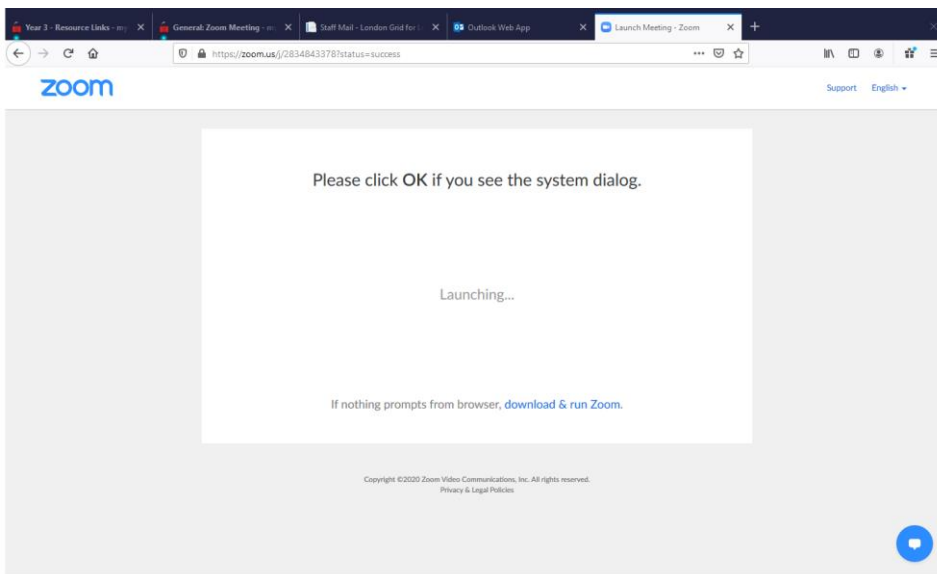 Year 3 - Resource Links - my
General: Zoom Meeting - m
Staff Mail - London Grid for L
Outlook Web App
Launch Meeting - Zoom
https://zoom.us/j/2834843378?status=success
zoom
Support English
Please click OK if you see the system dialog.
Launching...
If nothing prompts from browser, download & run Zoom.
Copyright ©2020 Zoom Video Communications, Inc. All rights reserved.
Privacy & Legal Policies